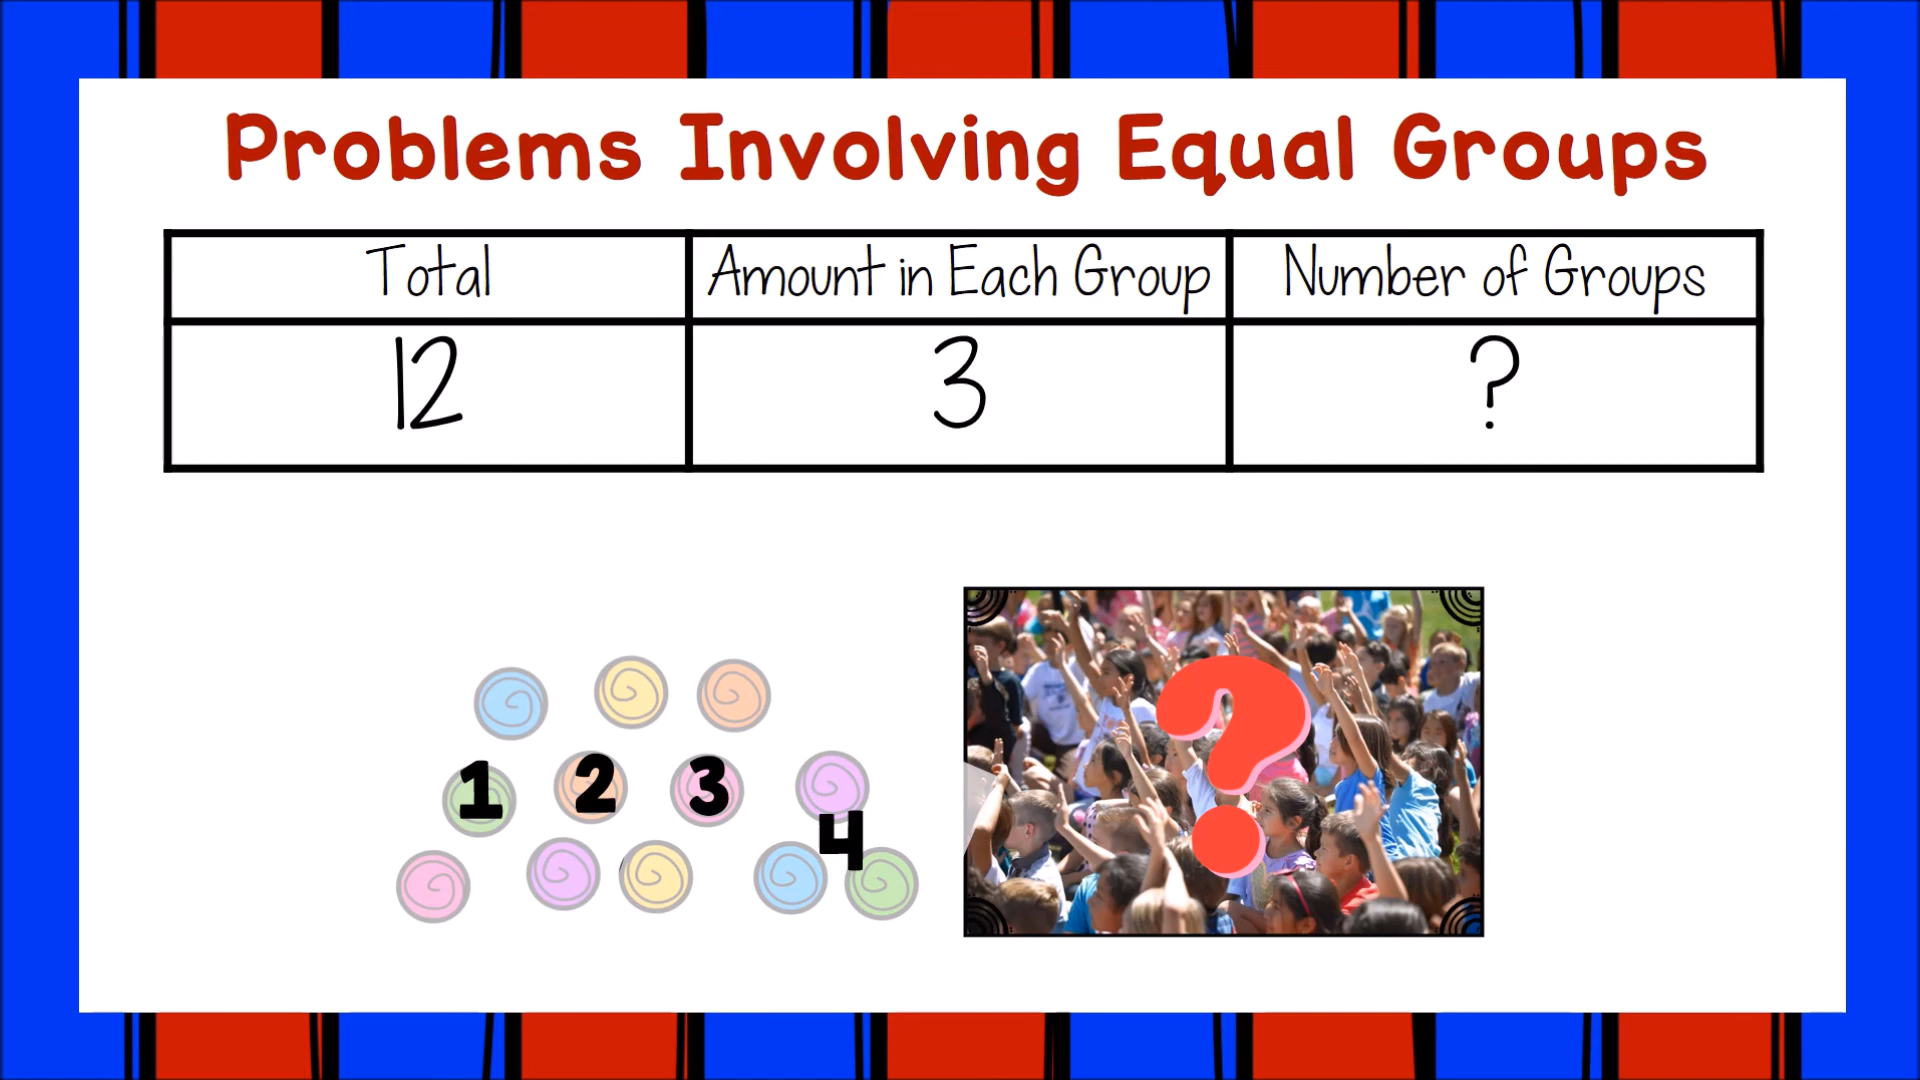 Problems Involving Equal Groups
Total Amount in Each Group Number of Groups
12 3 ?
1 2 3
4
?